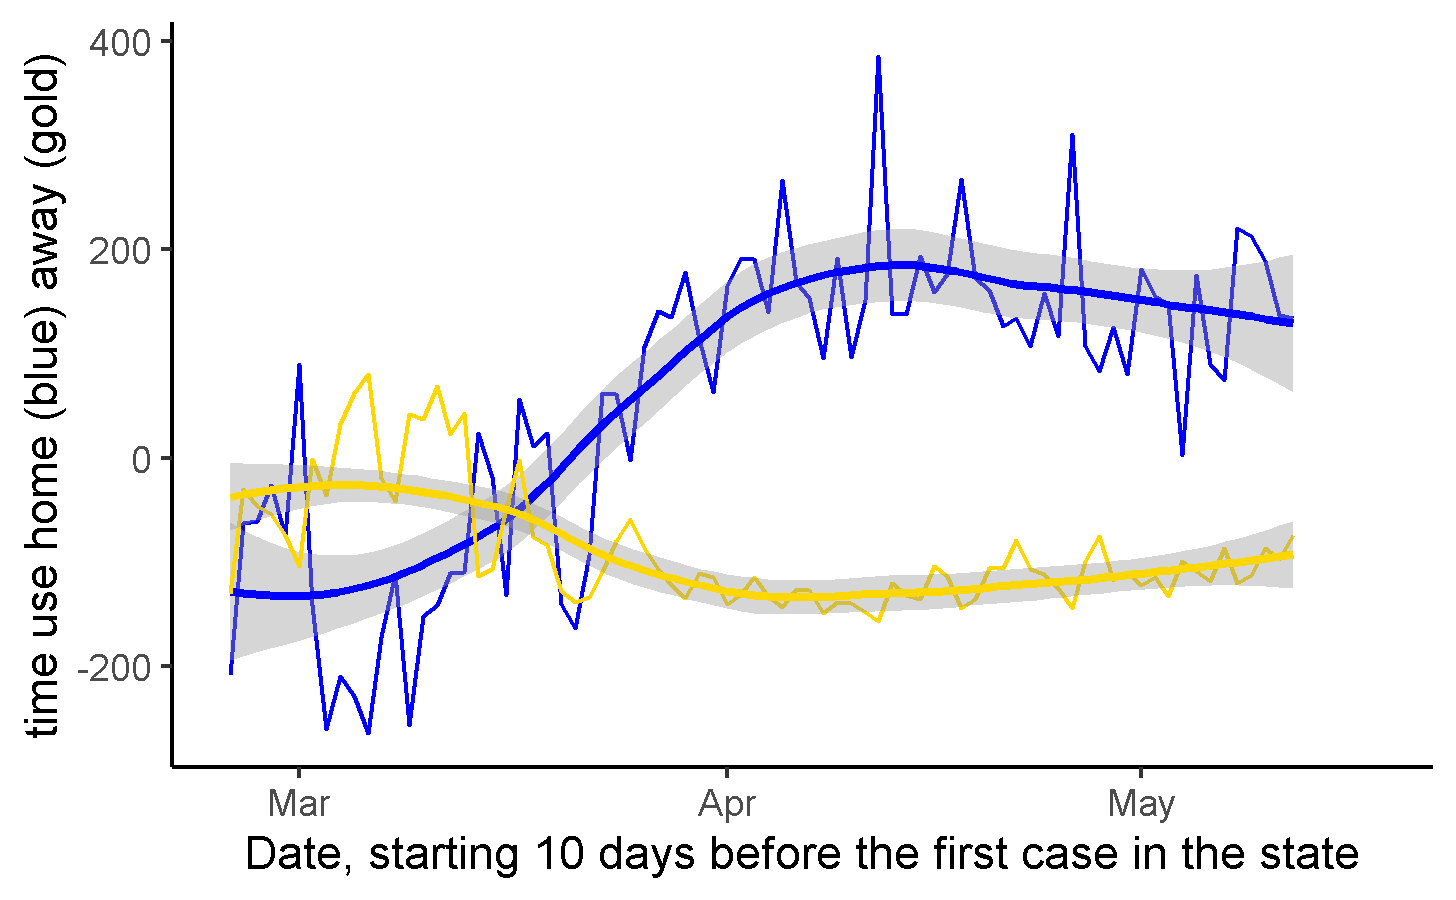 time use home (blue) away (gold)
400
200
0
-200
Mar
Apr
May
Date, starting 10 days before the first case in the state